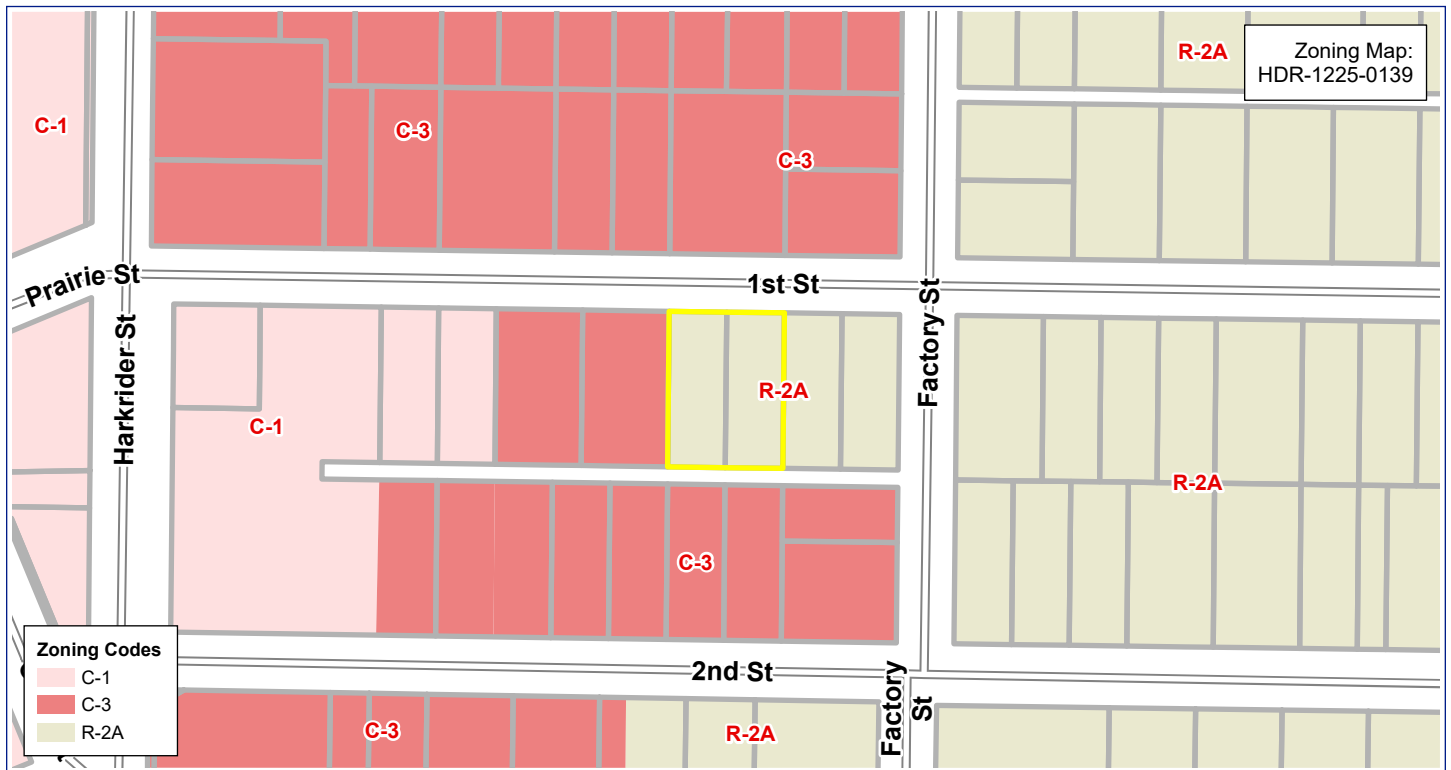 R-2A
Zoning Map:
HDR-1225-0139
C-1
C-3
C-3
Prairie St
1st St
Harkrider St
Factory St
R-2A
C-1
R-2A
C-3
Zoning Codes
C-1
C-3
R-2A
2nd St
Factory
St
C-3
R-2A